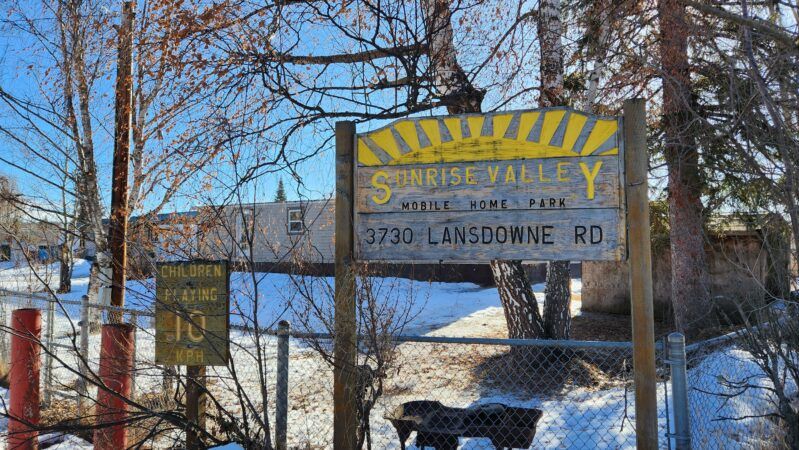 SUNRISE VALLEY
MOBILE HOME PARK
3730 LANSDOWNE RD
CHILDREN
PLAYING
10
KPH